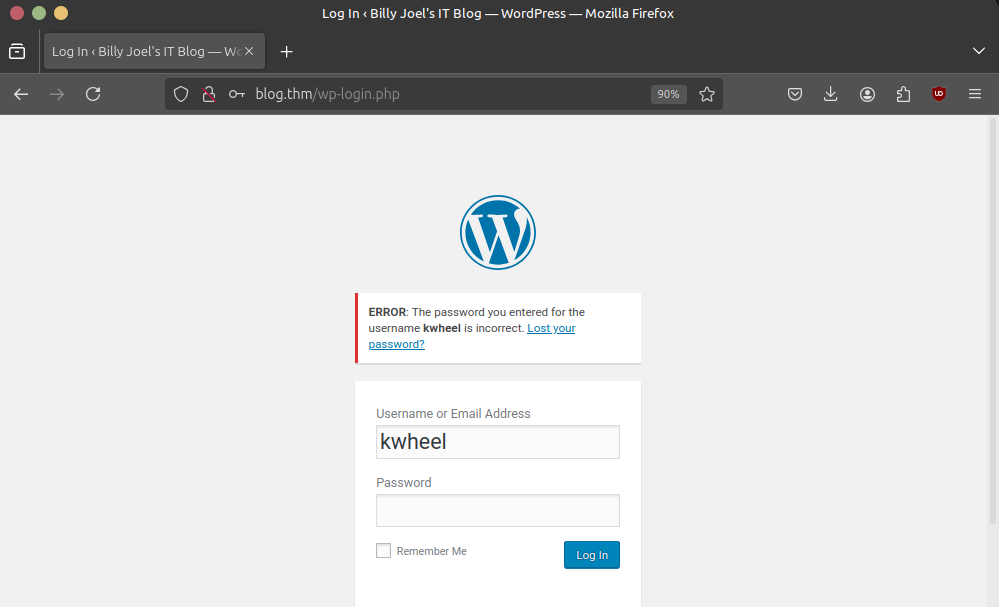 Log In ‹ Billy Joel's IT Blog — WordPress — Mozilla Firefox
Log In ‹ Billy Joel's IT Blog — Wo
blog.thm/wp-login.php
90%
ERROR: The password you entered for the
username kwheel is incorrect. Lost your
password?
Username or Email Address
kwheel
Password
Remember Me
Log In